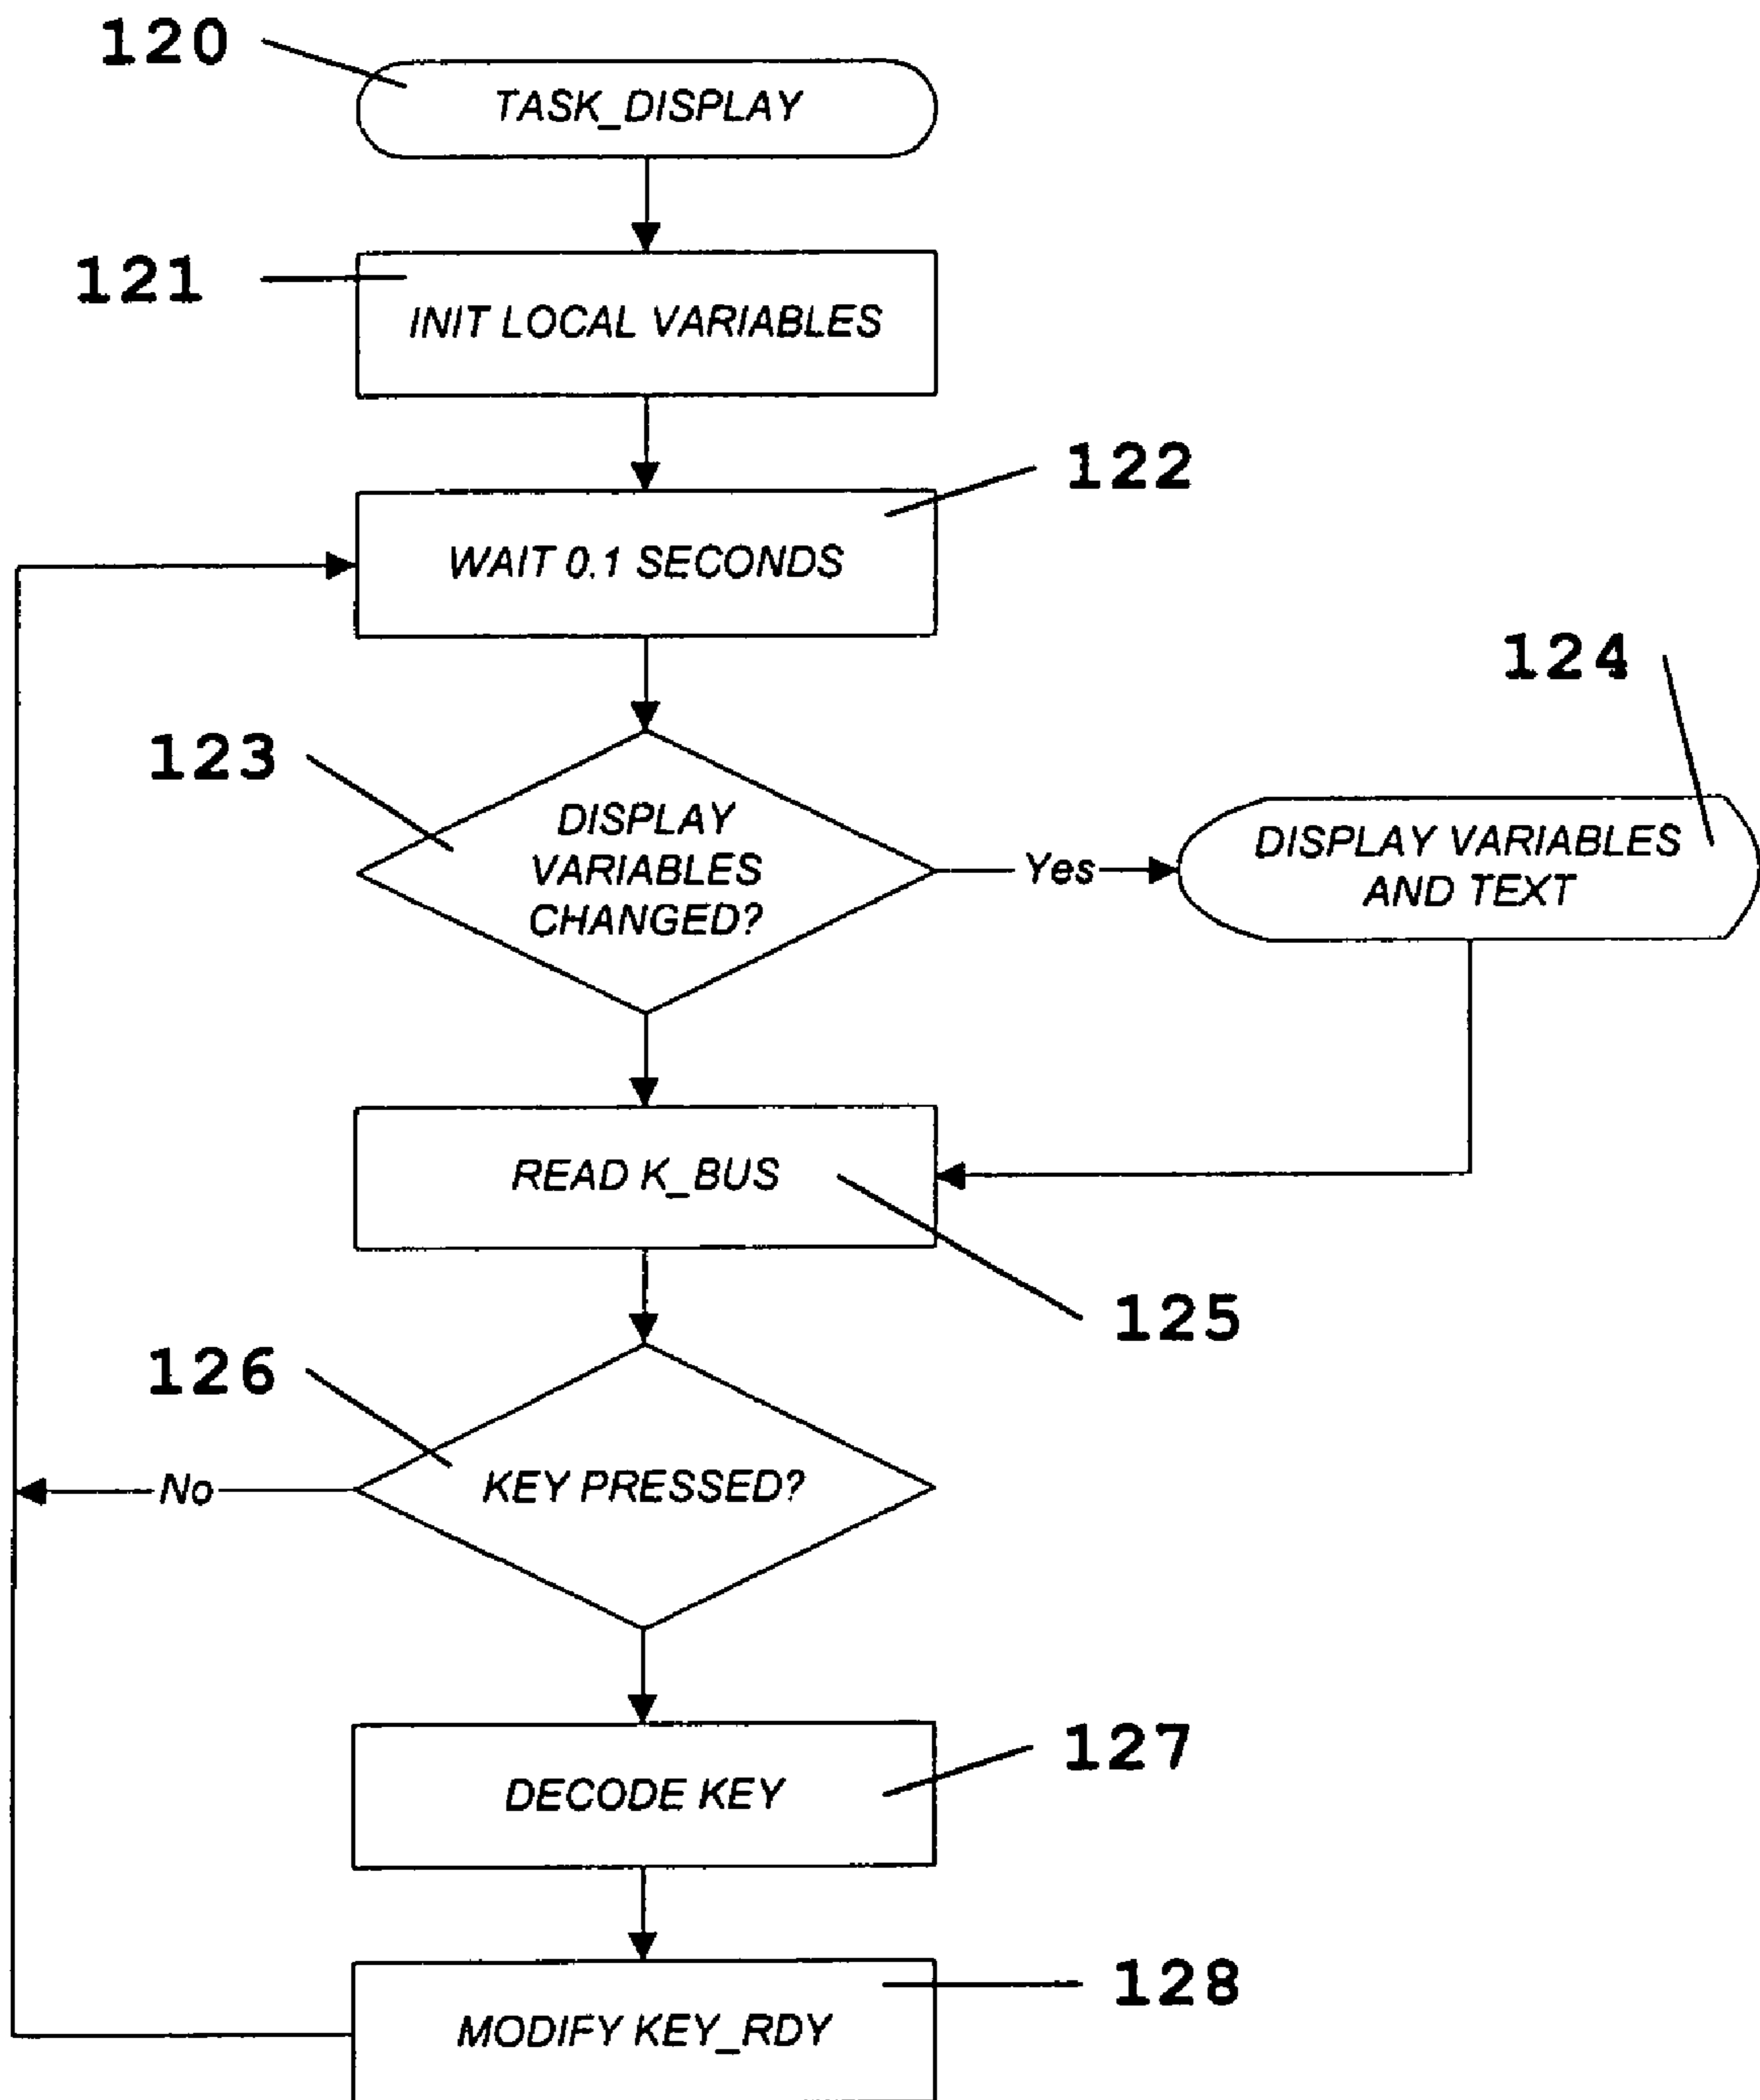 120
TASK_DISPLAY
121
INIT LOCAL VARIABLES
122
WAIT 0.1 SECONDS
123
DISPLAY
VARIABLES
CHANGED?
Yes
124
DISPLAY VARIABLES
AND TEXT
READ K_BUS
125
126
KEY PRESSED?
No
127
DECODE KEY
128
MODIFY KEY_RDY